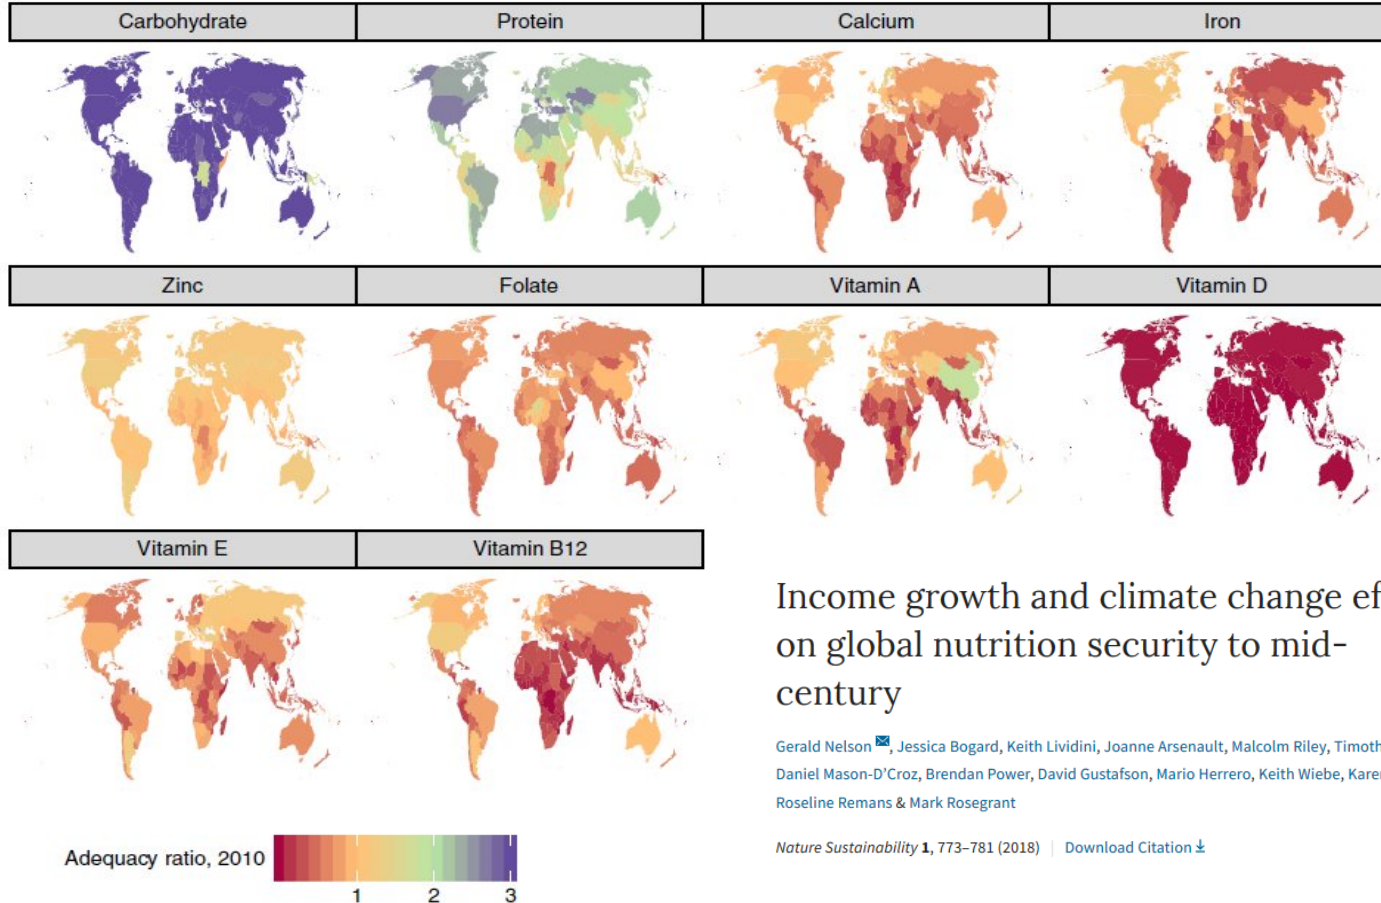 Carbohydrate
Protein
Calcium
Iron
Zinc
Folate
Vitamin A
Vitamin D
Vitamin E
Vitamin B12
Income growth and climate change ef
on global nutrition security to mid-
century
Gerald Nelson, Jessica Bogard, Keith Lividini, Joanne Arsenault, Malcolm Riley, Timoth
Daniel Mason-D'Croz, Brendan Power, David Gustafson, Mario Herrero, Keith Wiebe, Karen
Roseline Remans & Mark Rosegrant
Nature Sustainability 1, 773–781 (2018) | Download Citation
Adequacy ratio, 2010
1 2 3